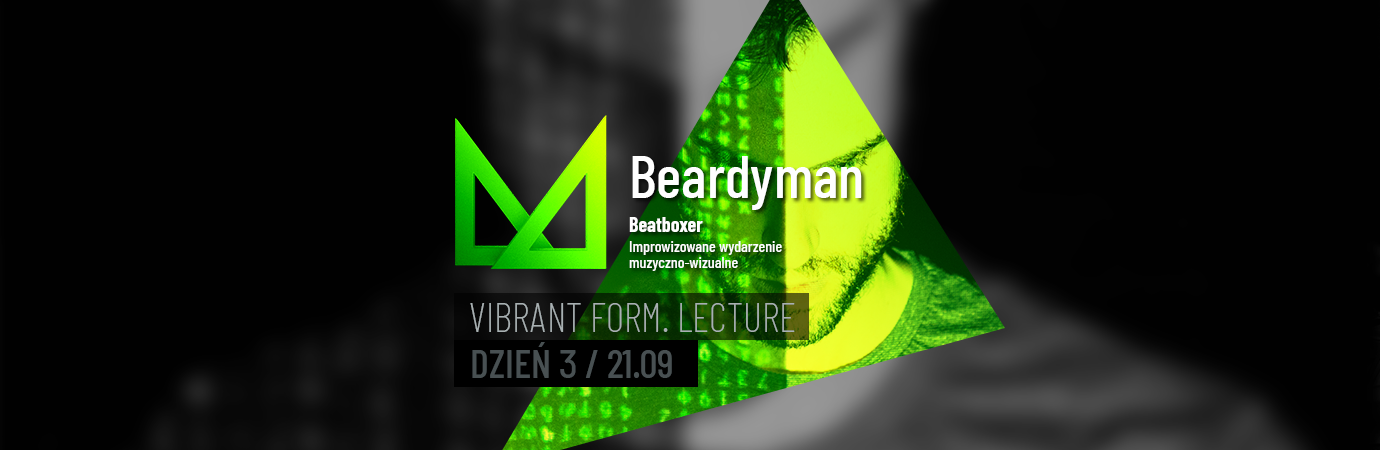 Beardyman
Beatboxer
Improwizowane wydarzenie
muzyczno-wizualne
VIBRANT FORM. LECTURE
DZIEŃ 3 / 21.09